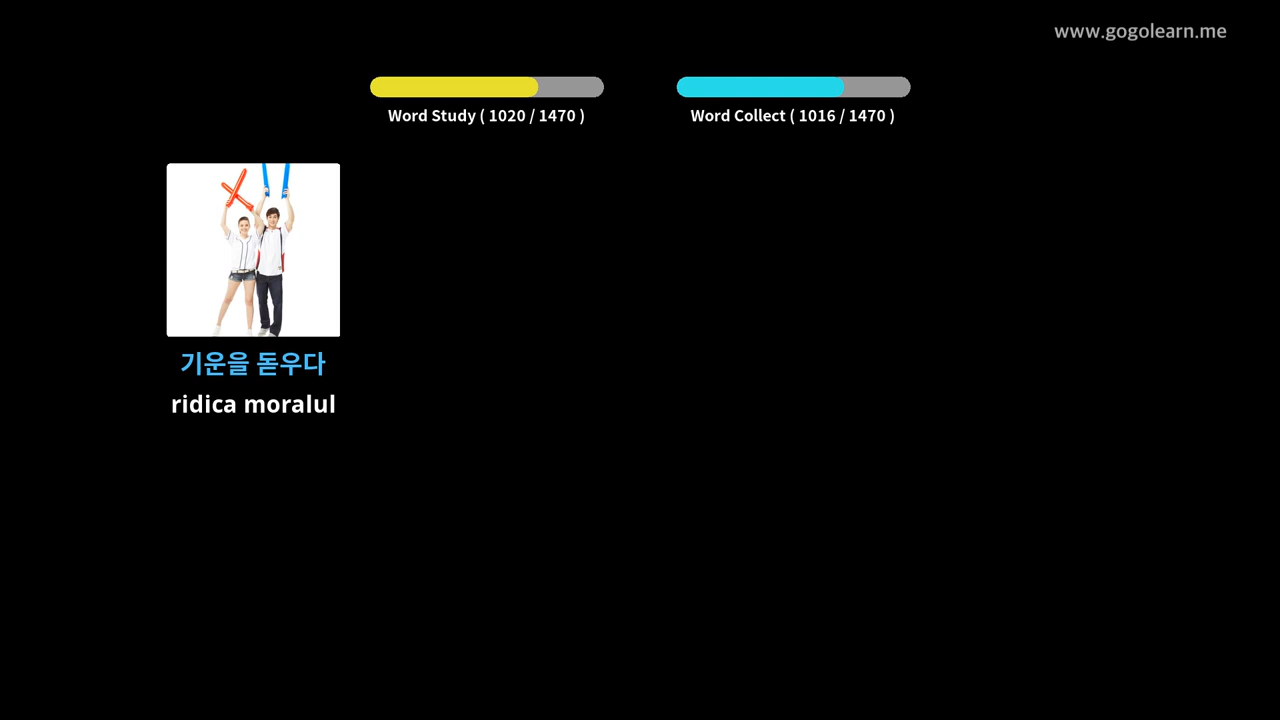 www.gogolearn.me
Word Study ( 1020 / 1470 )
Word Collect ( 1016 / 1470 )
기운을 돋우다
ridica moralul